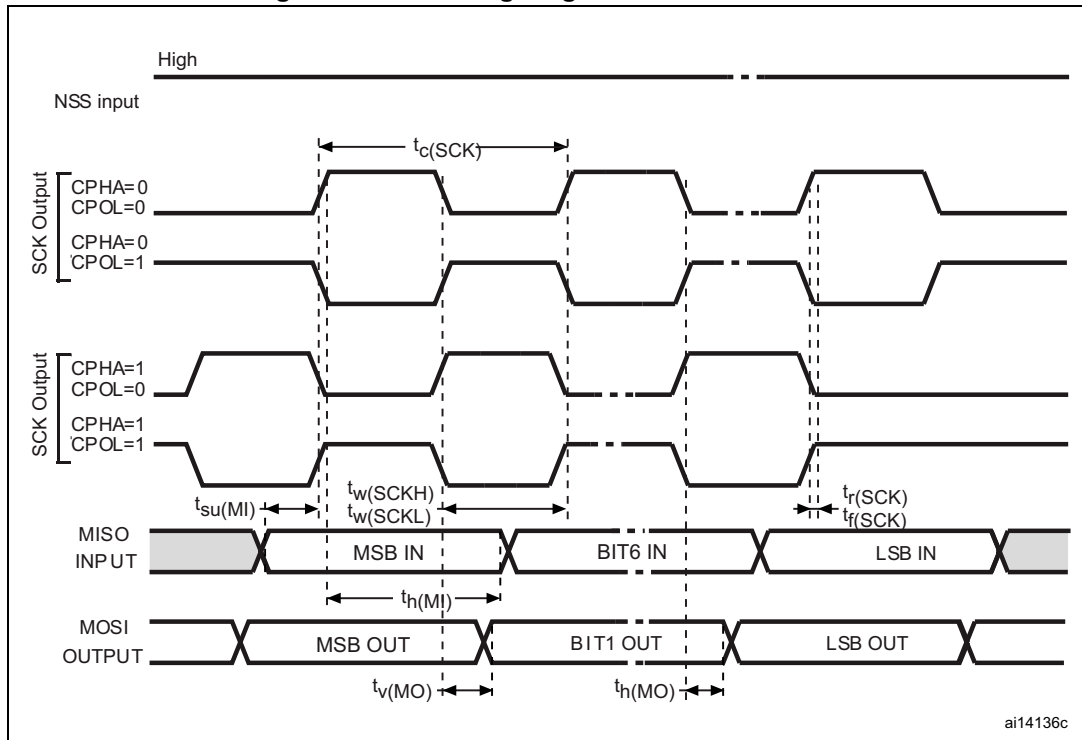 High
NSS input
tc(SCK)
SCK Output
CPHA=0
CPOL=0
CPHA=0
CPOL=1
SCK Output
CPHA=1
CPOL=0
CPHA=1
CPOL=1
tsu(MI)
tw(SCKH)
tw(SCKL)
tr(SCK)
tf(SCK)
MISO
INPUT
MSB IN
BIT6 IN
LSB IN
th(MI)
MOSI
OUTPUT
MSB OUT
BIT1 OUT
LSB OUT
tv(MO)
th(MO)
ai14136c